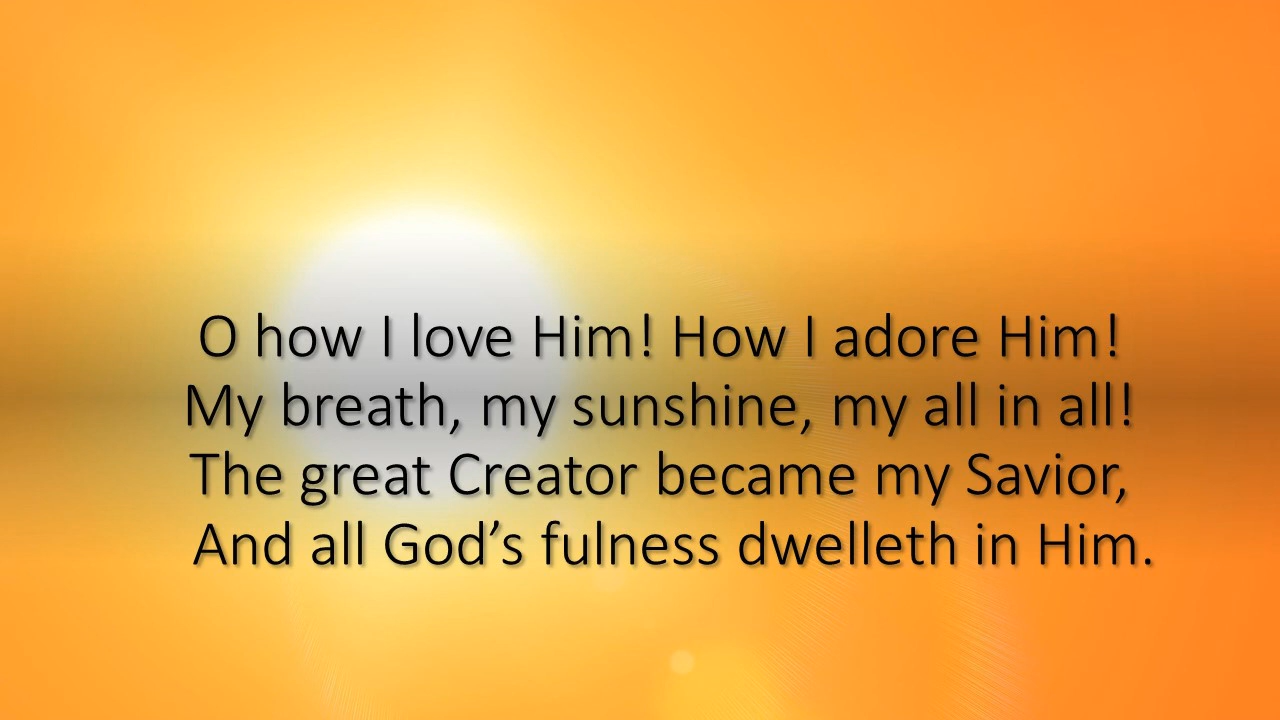 O how I love Him! How I adore Him!
My breath, my sunshine, my all in all!
The great Creator became my Savior,
And all God’s fulness dwelleth in Him.